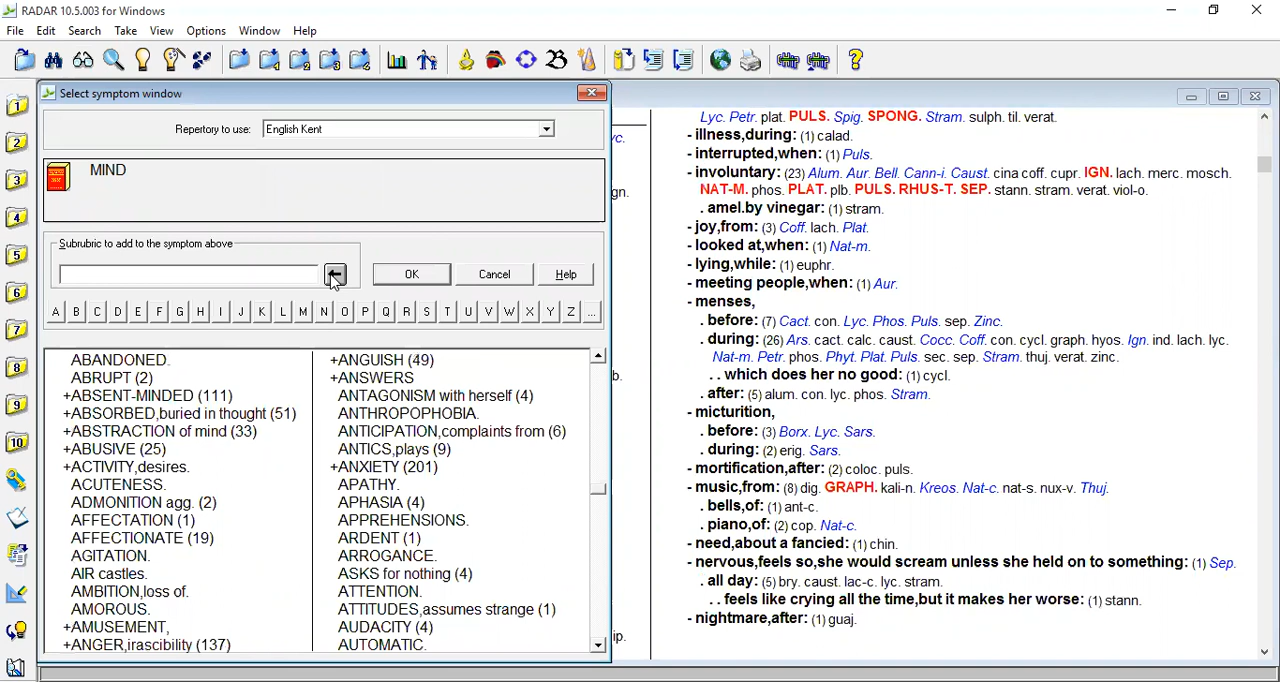 RADAR 10.5.003 for Windows
File Edit Search Take View Options Window Help
1
2
3
4
5
6
7
8
9
10
Select symptom window
Repertory to use: English Kent
MIND
Subrubric to add to the symptom above
OK Cancel Help
A B C D E F G H I J K L M N O P Q R S T U V W X Y Z ...
ABANDONED.
ABRUPT (2)
+ABSENT-MINDED (111)
+ABSORBED,buried in thought (51)
+ABSTRACTION of mind (33)
+ABUSIVE (25)
+ACTIVITY,desires.
ACUTENESS.
ADMONITION agg. (2)
AFFECTATION (1)
AFFECTIONATE (19)
AGITATION.
AIR castles.
AMBITION,loss of.
AMOROUS.
+AMUSEMENT,
+ANGER,irascibility (137)
+ANGUISH (49)
+ANSWERS
ANTAGONISM with herself (4)
ANTHROPOPHOBIA.
ANTICIPATION,complaints from (6)
ANTICS,plays (9)
+ANXIETY (201)
APATHY.
APHASIA (4)
APPREHENSIONS.
ARDENT (1)
ARROGANCE.
ASKS for nothing (4)
ATTENTION.
ATTITUDES,assumes strange (1)
AUDACITY (4)
AUTOMATIC.
yc.
gn.
b.
ip.
Lyc. Petr. plat. PULS. Spig. SPONG. Stram. sulph. til. verat.
- illness,during: (1) calad.
- interrupted,when: (1) Puls.
- involuntary: (23) Alum. Aur. Bell. Cann-i. Caust. cina coff. cupr. IGN. lach. merc. mosch.
NAT-M. phos. PLAT. plb. PULS. RHUS-T. SEP. stann. stram. verat. viol-o.
. amel.by vinegar: (1) stram.
- joy,from: (3) Coff. lach. Plat.
- looked at,when: (1) Nat-m.
- lying,while: (1) euphr.
- meeting people,when: (1) Aur.
- menses,
. before: (7) Cact. con. Lyc. Phos. Puls. sep. Zinc.
. during: (26) Ars. cact. calc. caust. Cocc. Coff. con. cycl. graph. hyos. Ign. ind. lach. lyc.
Nat-m. Petr. phos. Phyt. Plat. Puls. sec. sep. Stram. thuj. verat. zinc.
. . which does her no good: (1) cycl.
. after: (5) alum. con. lyc. phos. Stram.
- micturition,
. before: (3) Borx. Lyc. Sars.
. during: (2) erig. Sars.
- mortification,after: (2) coloc. puls.
- music,from: (8) dig. GRAPH. kali-n. Kreos. Nat-c. nat-s. nux-v. Thuj.
. bells,of: (1) ant-c.
. piano,of: (2) cop. Nat-c.
- need,about a fancied: (1) chin.
- nervous,feels so,she would scream unless she held on to something: (1) Sep.
. all day: (5) bry. caust. lac-c. lyc. stram.
. . feels like crying all the time,but it makes her worse: (1) stann.
- nightmare,after: (1) guaj.